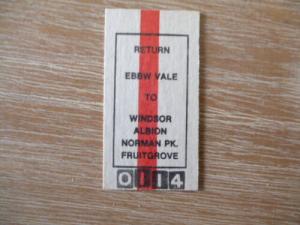 RETURN
EBBW VALE
TO
WINDSOR
ALBION
NORMAN PK.
FRUITGROVE
0114